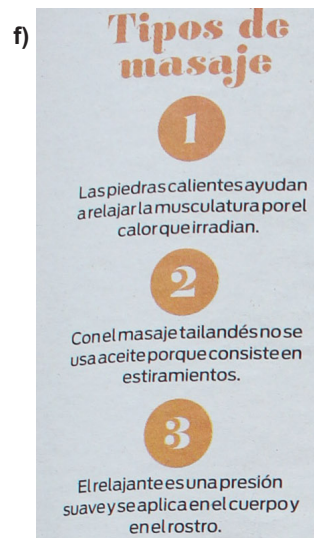 f)
Tipos de
masaje
1
Las piedras calientes ayudan
a relajar la musculatura por el
calor que irradian.
2
Con el masaje tailandés no se
usa aceite porque consiste en
estiramientos.
3
El relajante es una presión
suave y se aplica en el cuerpo y
en el rostro.